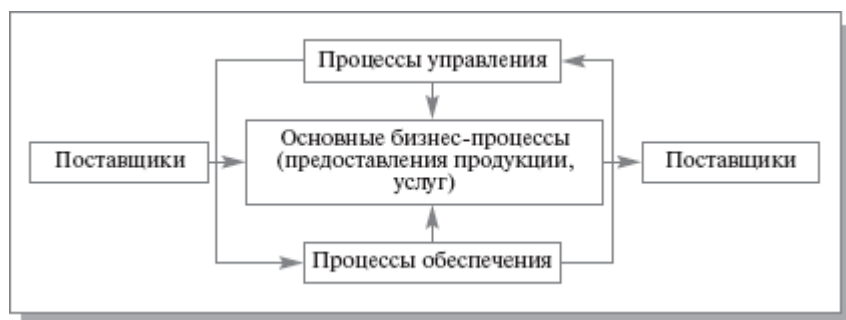 Процессы управления
Поставщики
Основные бизнес-процессы
(предоставления продукции,
услуг)
Поставщики
Процессы обеспечения